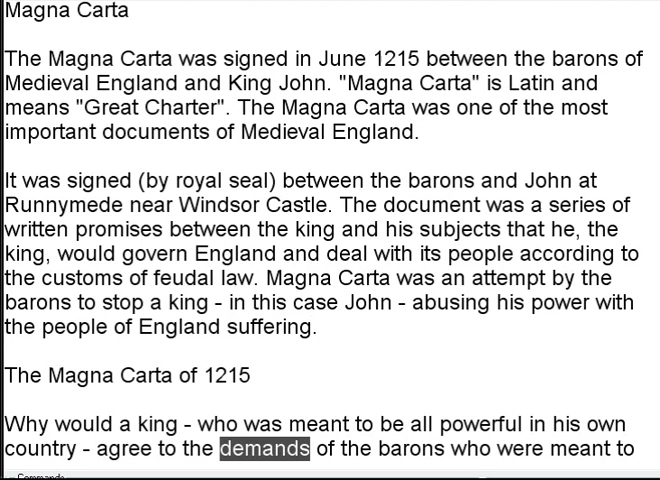 Magna Carta
The Magna Carta was signed in June 1215 between the barons of
Medieval England and King John. "Magna Carta" is Latin and
means "Great Charter". The Magna Carta was one of the most
important documents of Medieval England.
It was signed (by royal seal) between the barons and John at
Runnymede near Windsor Castle. The document was a series of
written promises between the king and his subjects that he, the
king, would govern England and deal with its people according to
the customs of feudal law. Magna Carta was an attempt by the
barons to stop a king - in this case John - abusing his power with
the people of England suffering.
The Magna Carta of 1215
Why would a king - who was meant to be all powerful in his own
country - agree to the demands of the barons who were meant to
Commands